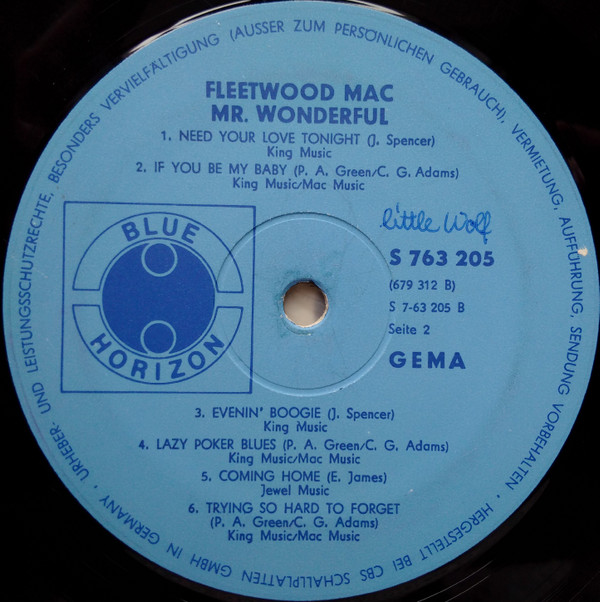 URHEBER- UND LEISTUNGSSCHUTZRECHTE, BESONDERS VERVIELFÄLTIGUNG (AUSSER ZUM PERSÖNLICHEN GEBRAUCH), VERMIETUNG, AUFFÜHRUNG, SENDUNG VORBEHALTEN · HERGESTELLT BEI CBS SCHALLPLATTEN GMBH IN GERMANY ·
FLEETWOOD MAC
MR. WONDERFUL
1. NEED YOUR LOVE TONIGHT (J. Spencer)
King Music
2. IF YOU BE MY BABY (P. A. Green/C. G. Adams)
King Music/Mac Music
BLUE
HORIZON
little Wolf
S 763 205
(679 312 B)
S 7-63 205 B
Seite 2
GEMA
3. EVENIN' BOOGIE (J. Spencer)
King Music
4. LAZY POKER BLUES (P. A. Green/C. G. Adams)
King Music/Mac Music
5. COMING HOME (E. James)
Jewel Music
6. TRYING SO HARD TO FORGET
(P. A. Green/C. G. Adams)
King Music/Mac Music